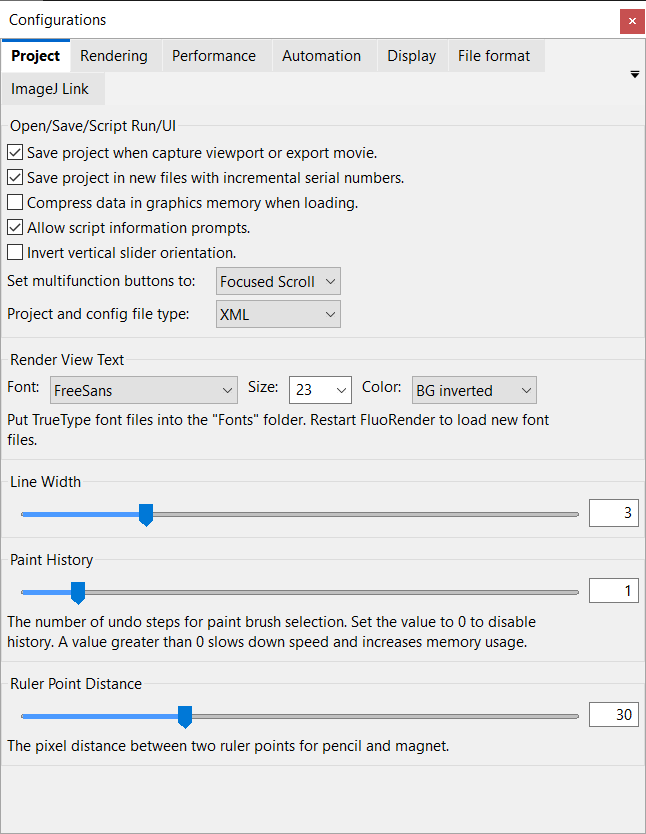 Configurations
Project Rendering Performance Automation Display File format
ImageJ Link
Open/Save/Script Run/UI
Save project when capture viewport or export movie.
Save project in new files with incremental serial numbers.
Compress data in graphics memory when loading.
Allow script information prompts.
Invert vertical slider orientation.
Set multifunction buttons to: Focused Scroll
Project and config file type: XML
Render View Text
Font: FreeSans Size: 23 Color: BG inverted
Put TrueType font files into the "Fonts" folder. Restart FluoRender to load new font
files.
Line Width
3
Paint History
1
The number of undo steps for paint brush selection. Set the value to 0 to disable
history. A value greater than 0 slows down speed and increases memory usage.
Ruler Point Distance
30
The pixel distance between two ruler points for pencil and magnet.